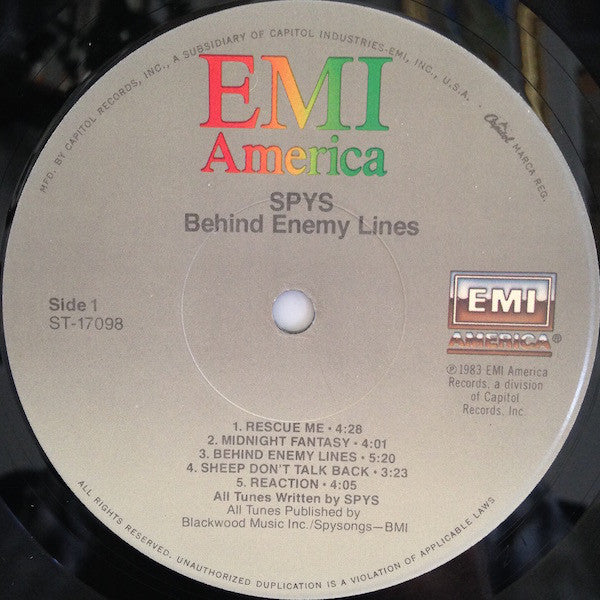 MFD. BY CAPITOL RECORDS, INC., A SUBSIDIARY OF CAPITOL INDUSTRIES-EMI, INC., U.S.A. · Capitol MARCA REG.
EMI
America
SPYS
Behind Enemy Lines
Side 1
ST-17098
EMI
AMERICA®
℗1983 EMI America
Records, a division
of Capitol
Records, Inc.
1. RESCUE ME · 4:28
2. MIDNIGHT FANTASY · 4:01
3. BEHIND ENEMY LINES · 5:20
4. SHEEP DON'T TALK BACK · 3:23
5. REACTION · 4:05
All Tunes Written by SPYS
All Tunes Published by
Blackwood Music Inc./Spysongs—BMI
ALL RIGHTS RESERVED. UNAUTHORIZED DUPLICATION IS A VIOLATION OF APPLICABLE LAWS